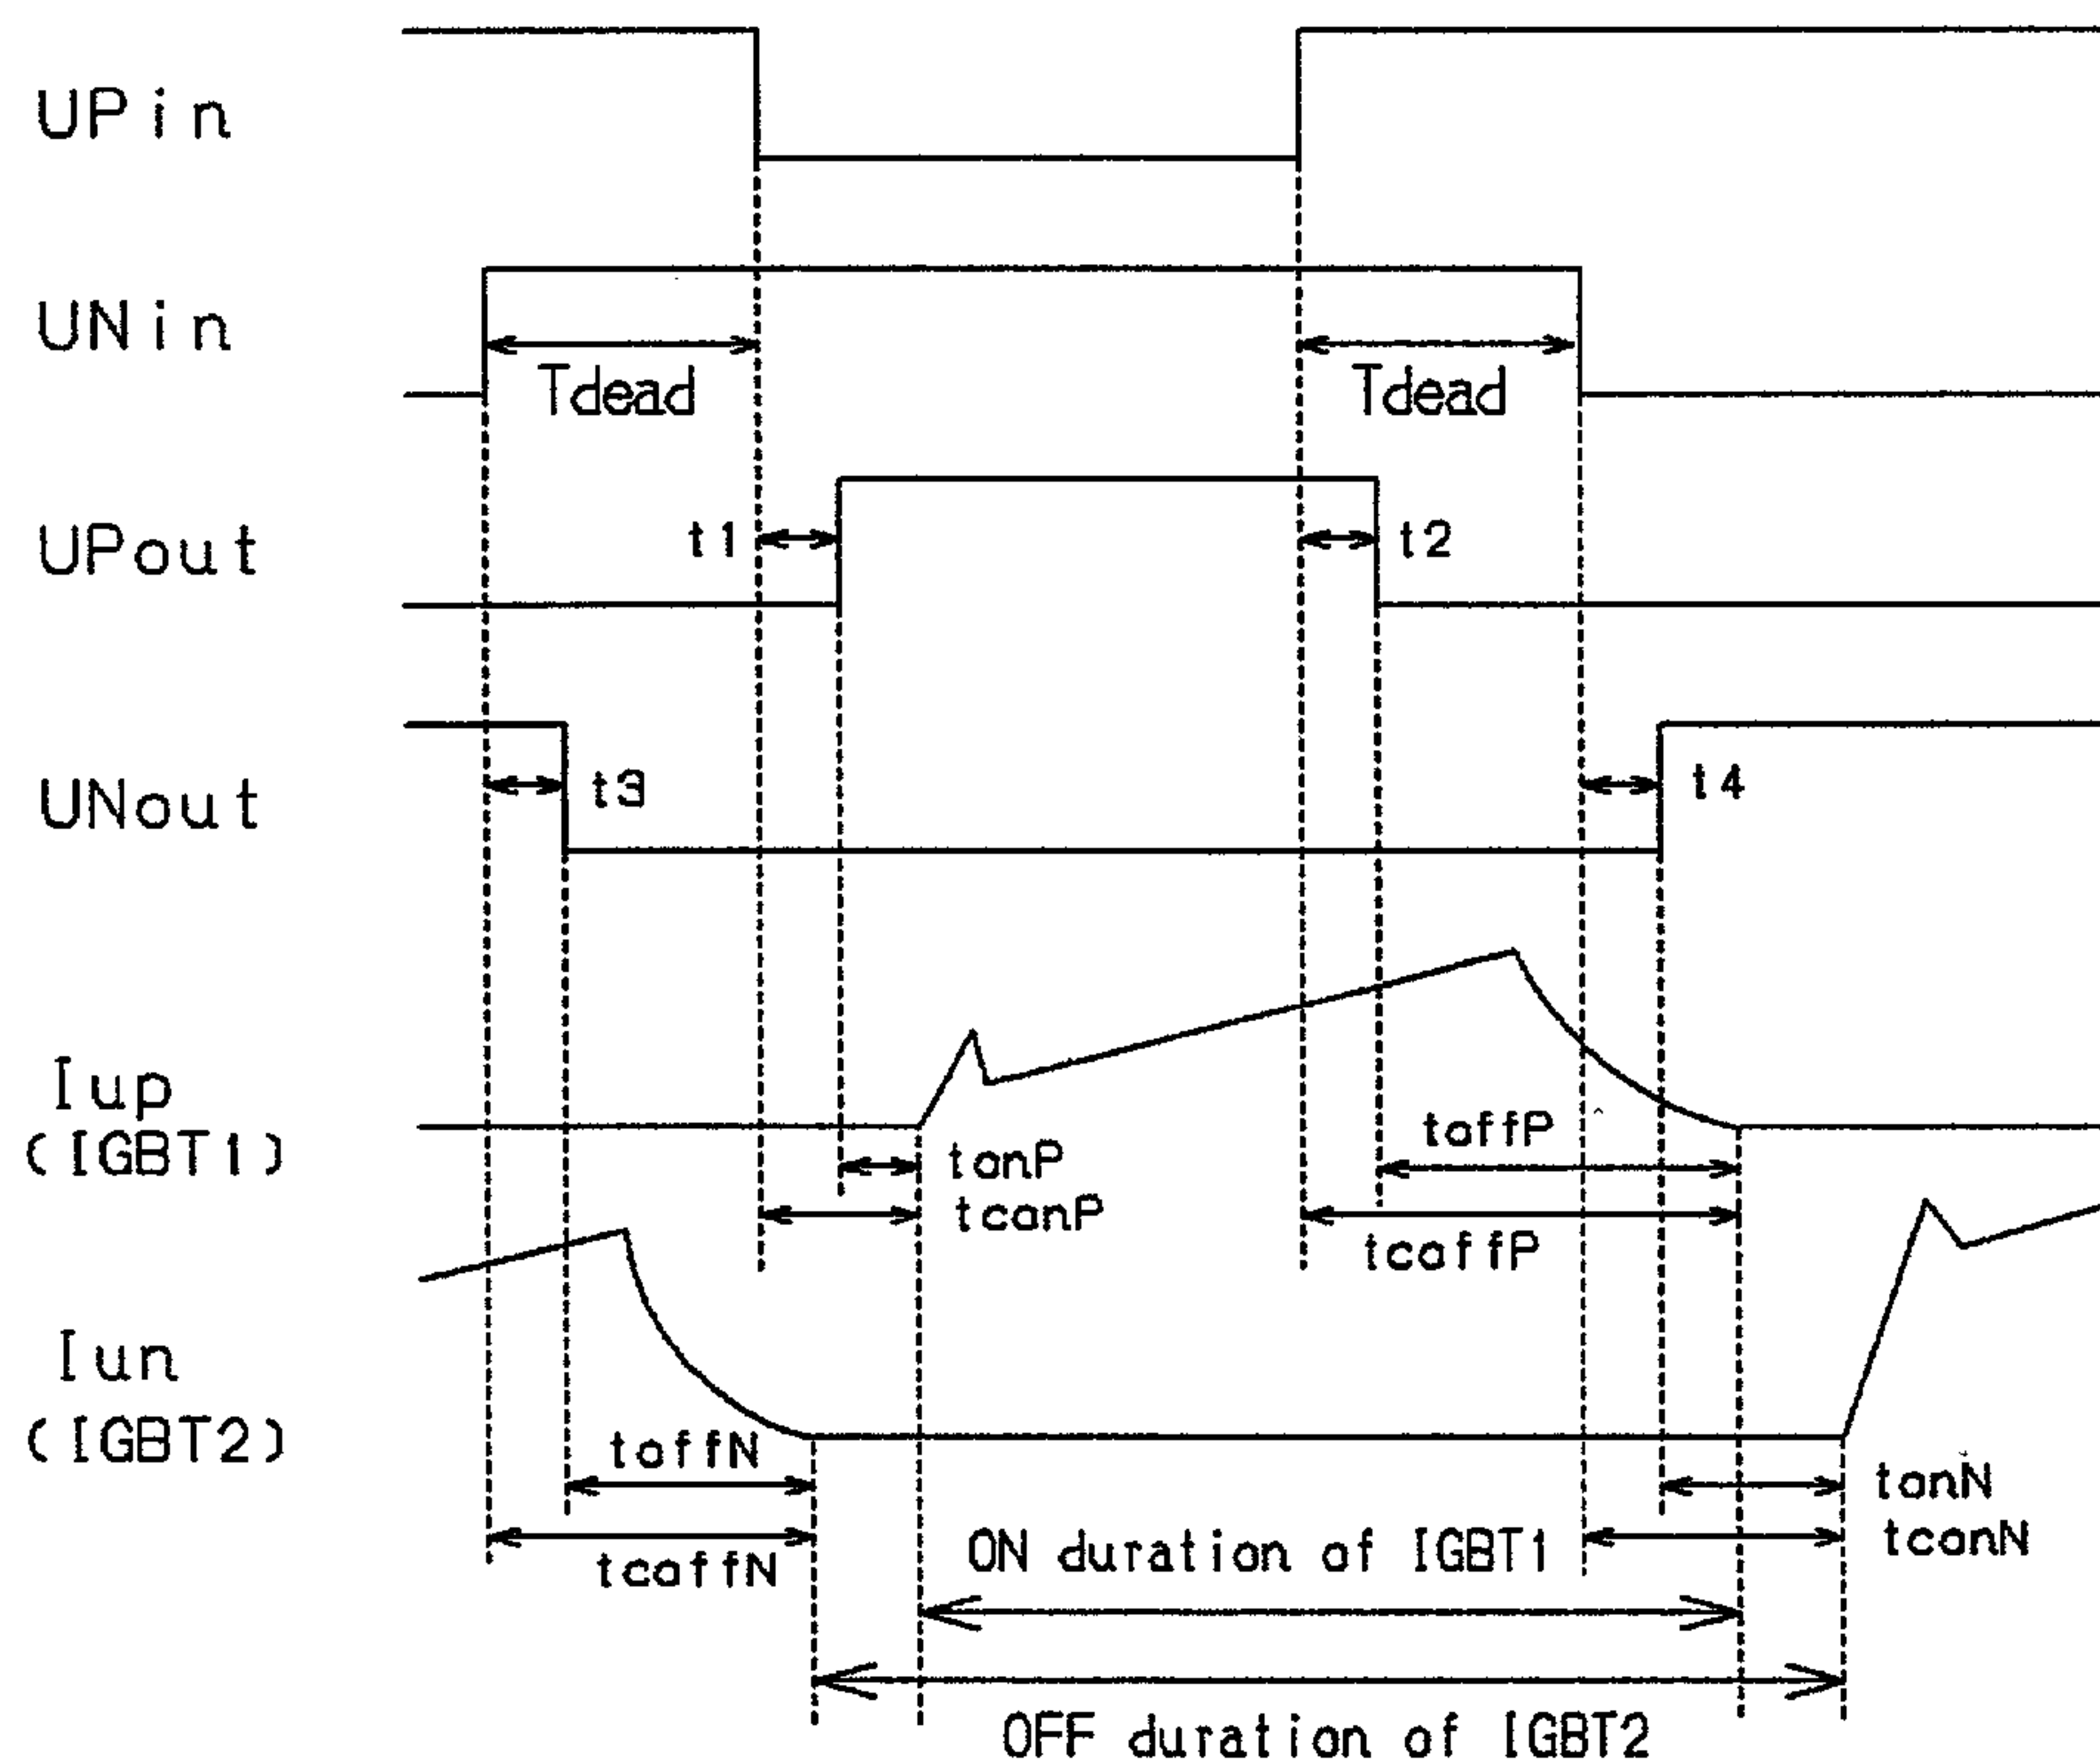 UPin
UNin
Tdead
Tdead
UPout
t1
t2
UNout
t3
t4
Iup
(IGBT1)
tonP
tconP
toffP
tcoffP
Iun
(IGBT2)
toffN
tcoffN
tonN
tconN
ON duration of IGBT1
OFF duration of IGBT2